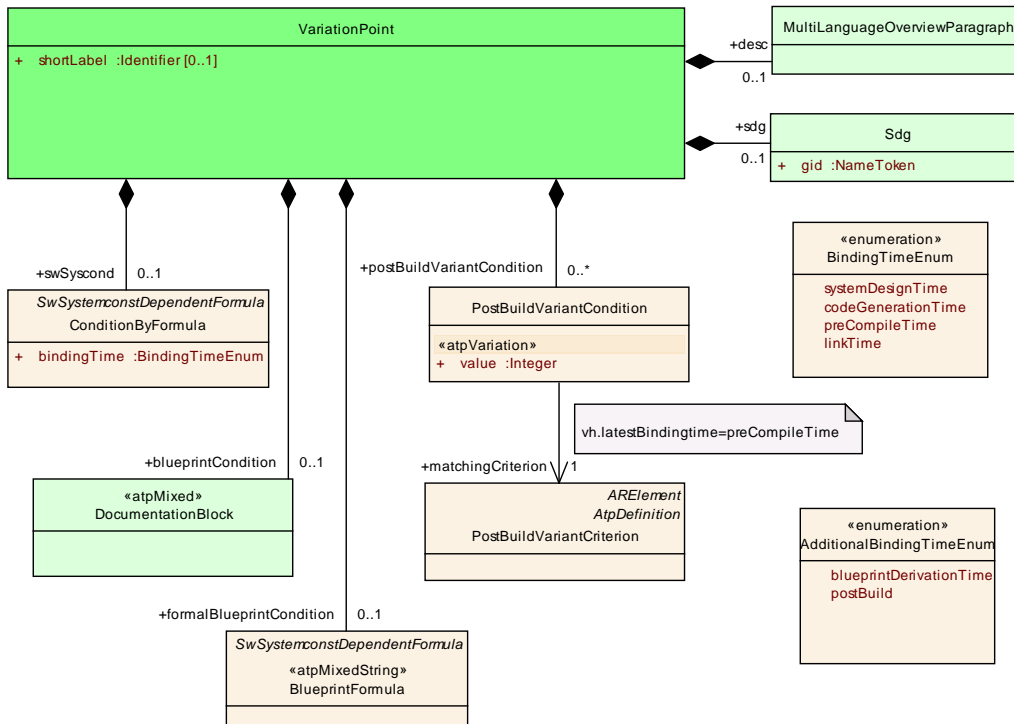 VariationPoint
+ shortLabel :Identifier [0..1]
MultiLanguageOverviewParagraph
+desc
0..1
+sdg
0..1
Sdg
+ gid :NameToken
+swSyscond 0..1
SwSystemconstDependentFormula
ConditionByFormula
+ bindingTime :BindingTimeEnum
+postBuildVariantCondition 0..*
PostBuildVariantCondition
«atpVariation»
+ value :Integer
«enumeration»
BindingTimeEnum
systemDesignTime
codeGenerationTime
preCompileTime
linkTime
vh.latestBindingtime=preCompileTime
+blueprintCondition 0..1
«atpMixed»
DocumentationBlock
+matchingCriterion 1
ARElement
AtpDefinition
PostBuildVariantCriterion
«enumeration»
AdditionalBindingTimeEnum
blueprintDerivationTime
postBuild
+formalBlueprintCondition 0..1
SwSystemconstDependentFormula
«atpMixedString»
BlueprintFormula